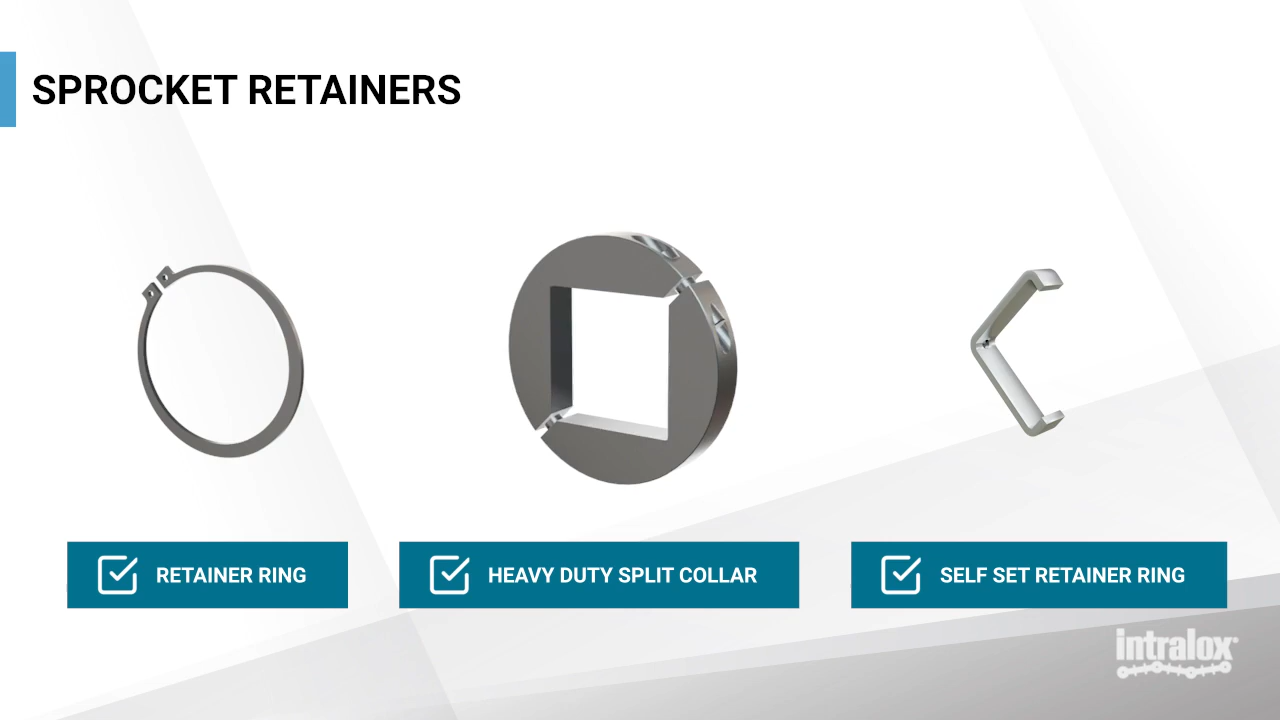 SPROCKET RETAINERS
RETAINER RING
HEAVY DUTY SPLIT COLLAR
SELF SET RETAINER RING
intralox